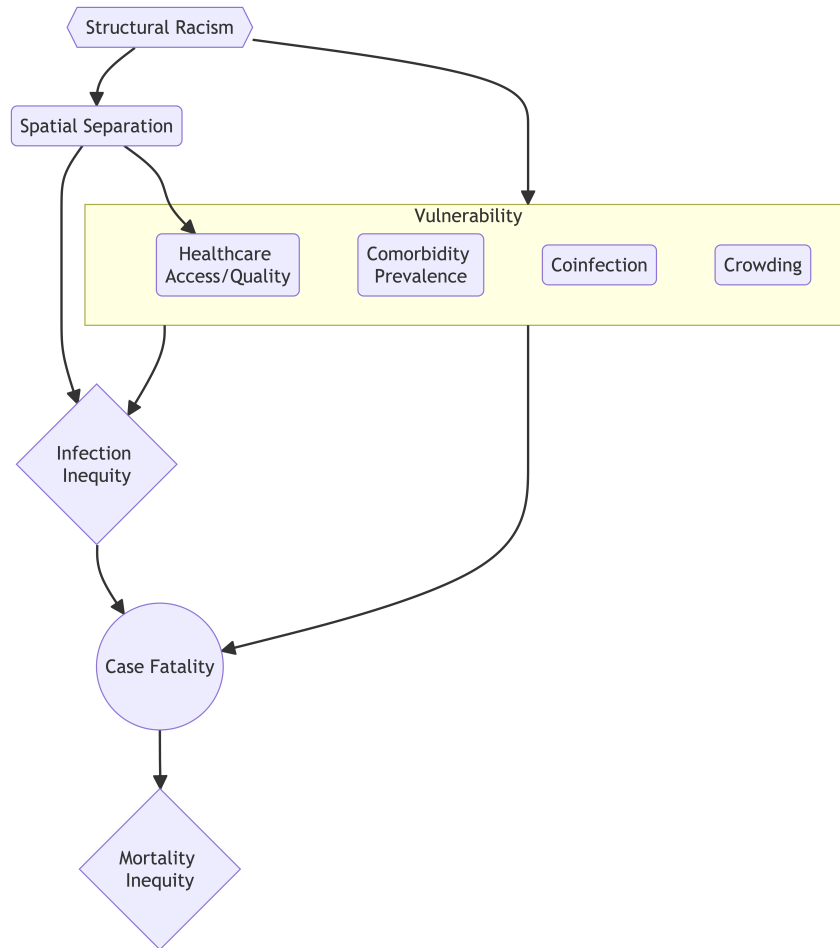 Structural Racism
Spatial Separation
Vulnerability
Healthcare
Access/Quality
Comorbidity
Prevalence
Coinfection
Crowding
Infection
Inequity
Case Fatality
Mortality
Inequity